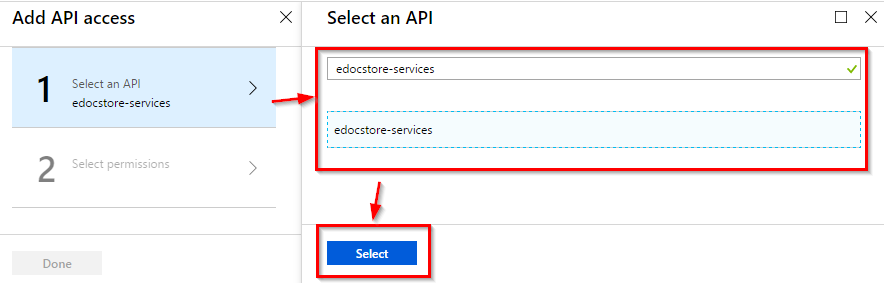 Add API access
1
Select an API
edocstore-services
2
Select permissions
Done
Select an API
edocstore-services
edocstore-services
Select